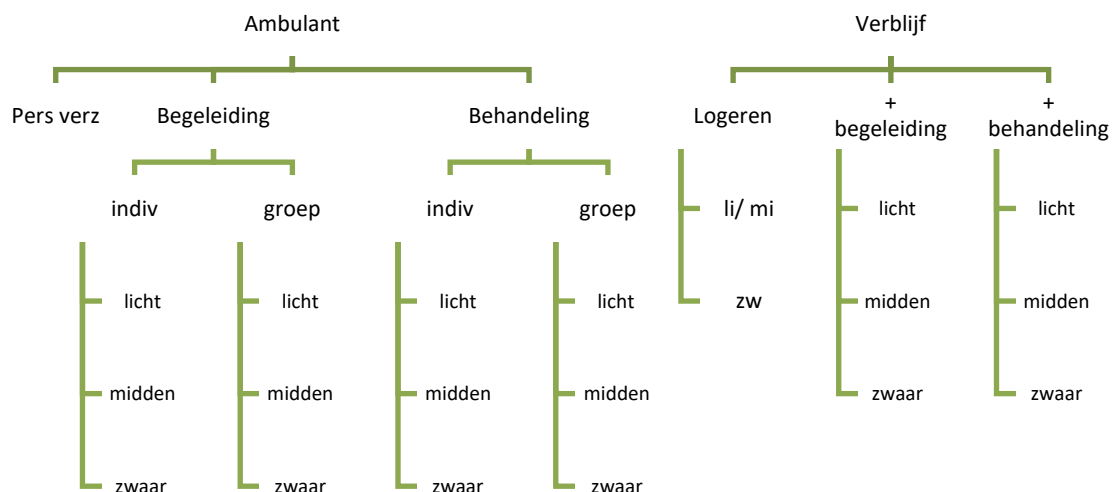 Ambulant
Verblijf
Pers verz
Begeleiding
Behandeling
Logeren
+
begeleiding
+
behandeling
indiv
groep
indiv
groep
li/ mi
licht
licht
licht
licht
licht
licht
zw
midden
midden
midden
midden
midden
midden
zwaar
zwaar
zwaar
zwaar
zwaar
zwaar